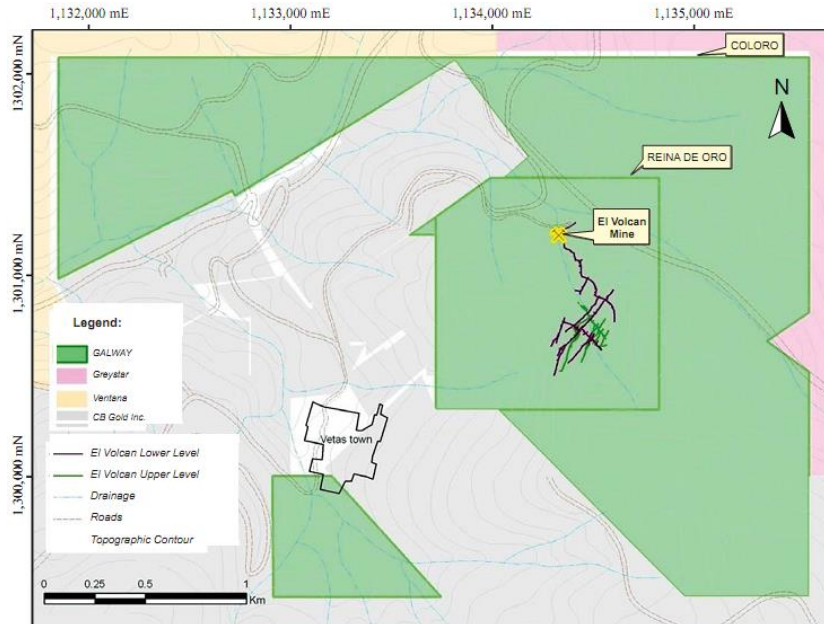 1,132,000 mE
1,133,000 mE
1,134,000 mE
1,135,000 mE
1302,000 mN
COLORO
N
REINA DE ORO
El Volcan
Mine
1,301,000 mN
Legend:
GALWAY
Greystar
Ventana
CB Gold Inc.
El Volcan Lower Level
El Volcan Upper Level
Drainage
Roads
Topographic Contour
Vetas town
1,300,000 mN
0 0.25 0.5 1
Km